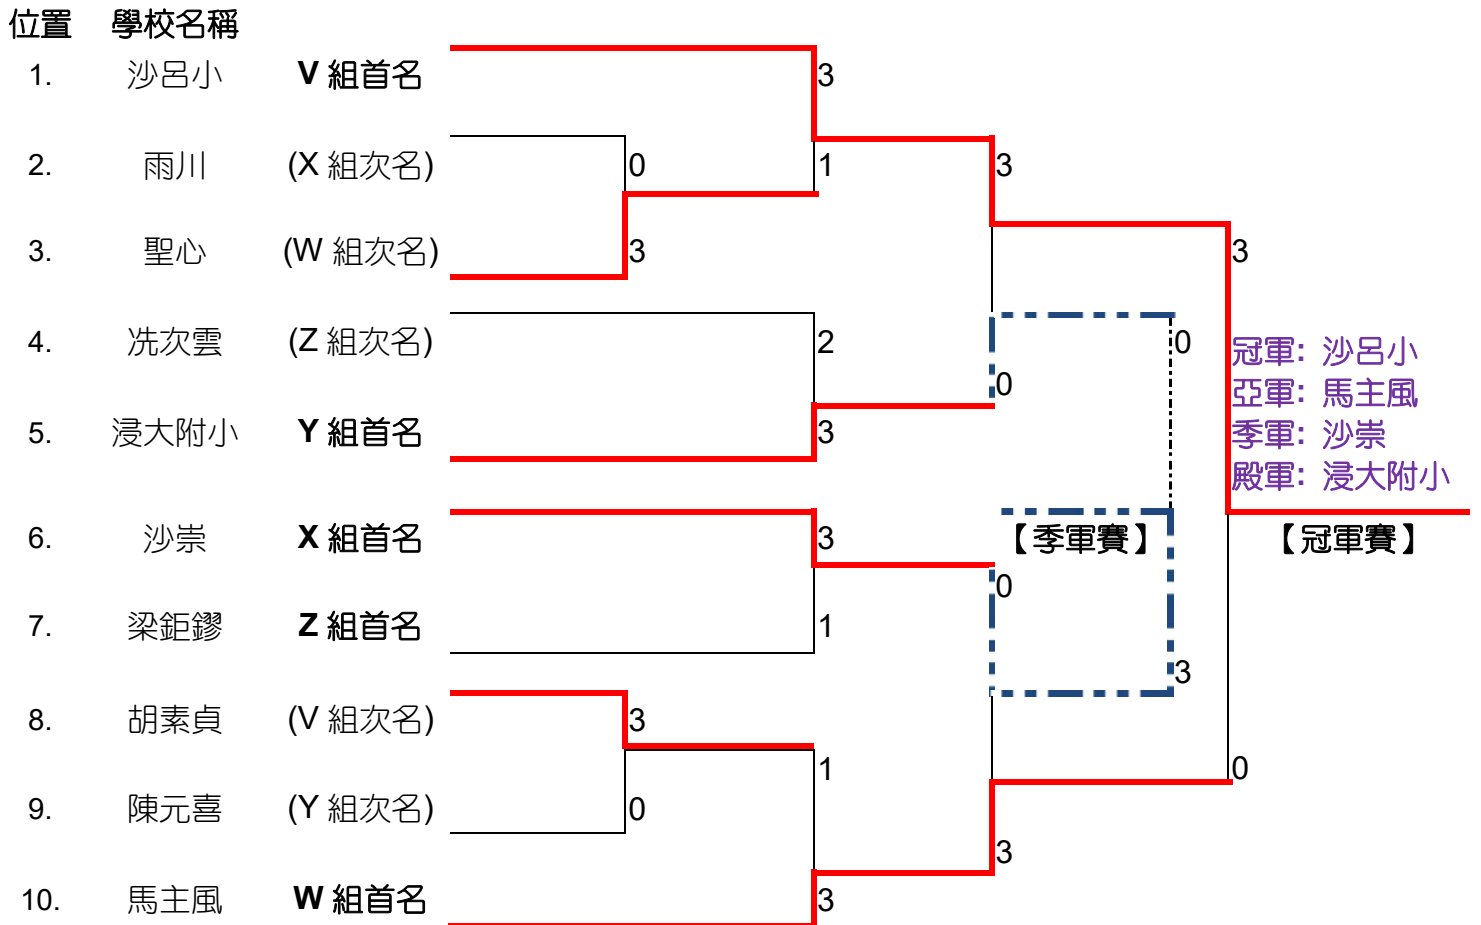 位置 學校名稱
1. 沙呂小 V 組首名 3
2. 雨川 (X 組次名) 0 1 3
3. 聖心 (W 組次名) 3 3
4. 冼次雲 (Z 組次名) 2 0
冠軍: 沙呂小
0
亞軍: 馬主風
5. 浸大附小 Y 組首名 3
季軍: 沙崇
殿軍: 浸大附小
6. 沙崇 X 組首名 3 【季軍賽】 【冠軍賽】
0
7. 梁鉅鏐 Z 組首名 1
3
8. 胡素貞 (V 組次名) 3
1 0
9. 陳元喜 (Y 組次名) 0
3
10. 馬主風 W 組首名 3